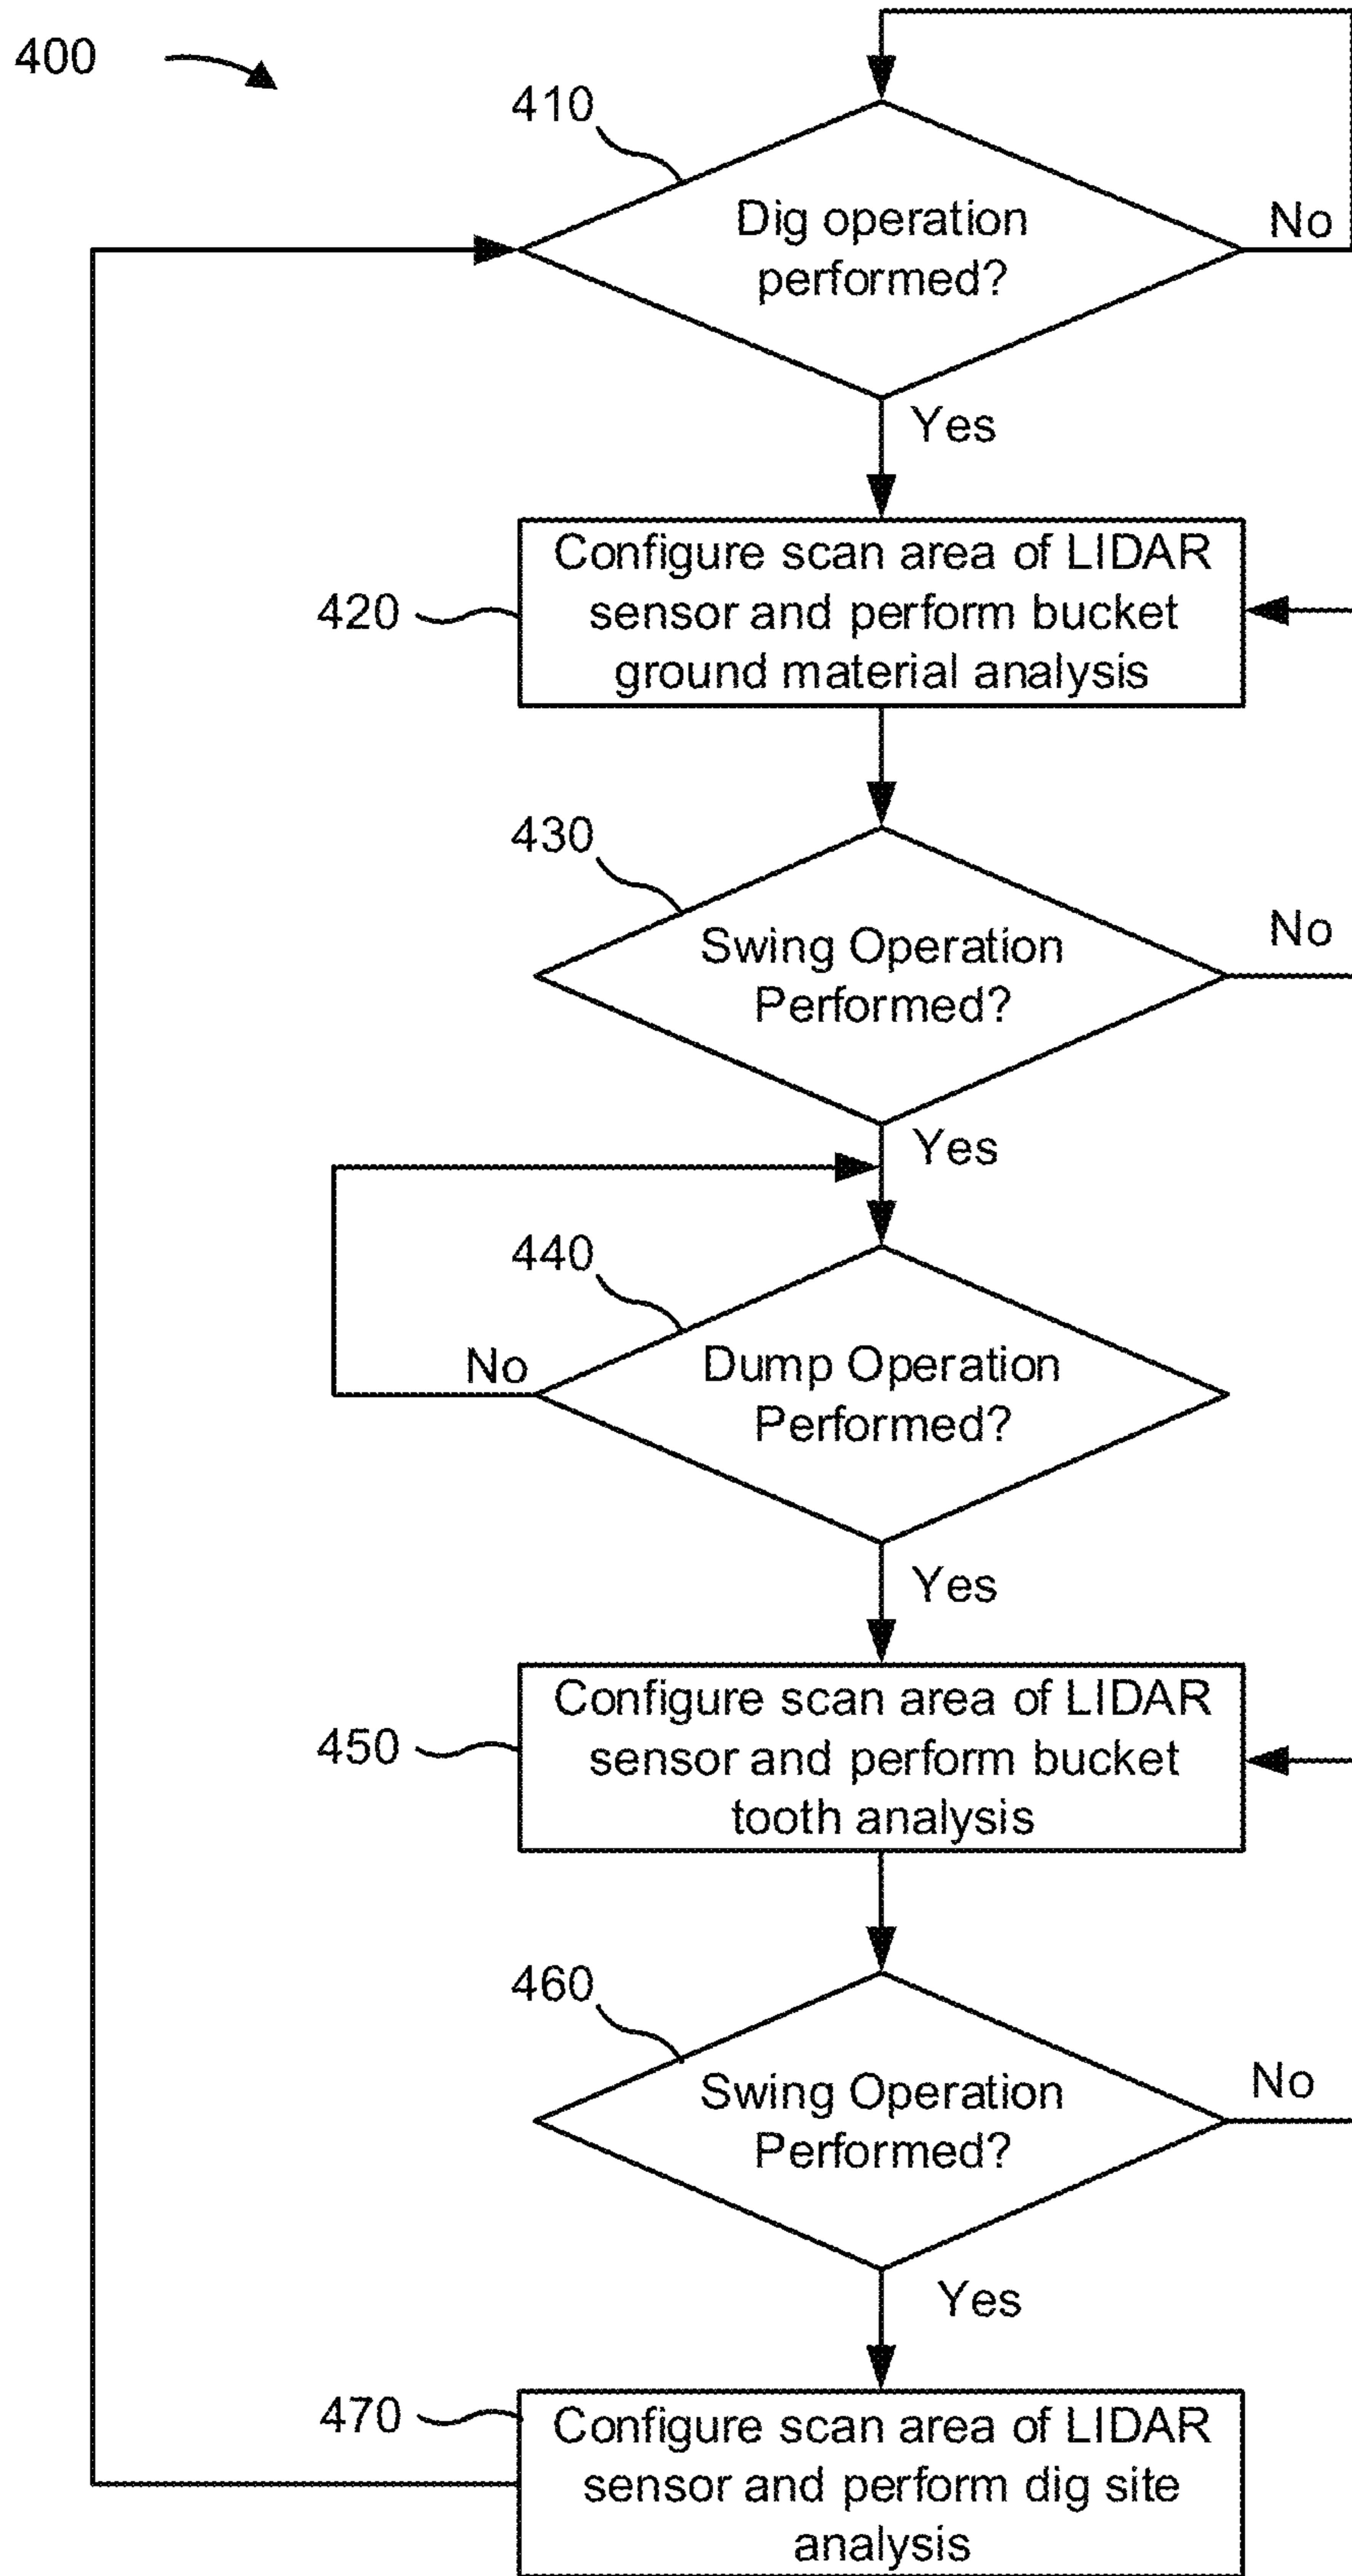 400
410
Dig operation
performed?
No
Yes
420
Configure scan area of LIDAR
sensor and perform bucket
ground material analysis
430
Swing Operation
Performed?
No
Yes
440
Dump Operation
Performed?
No
Yes
450
Configure scan area of LIDAR
sensor and perform bucket
tooth analysis
460
Swing Operation
Performed?
No
Yes
470
Configure scan area of LIDAR
sensor and perform dig site
analysis